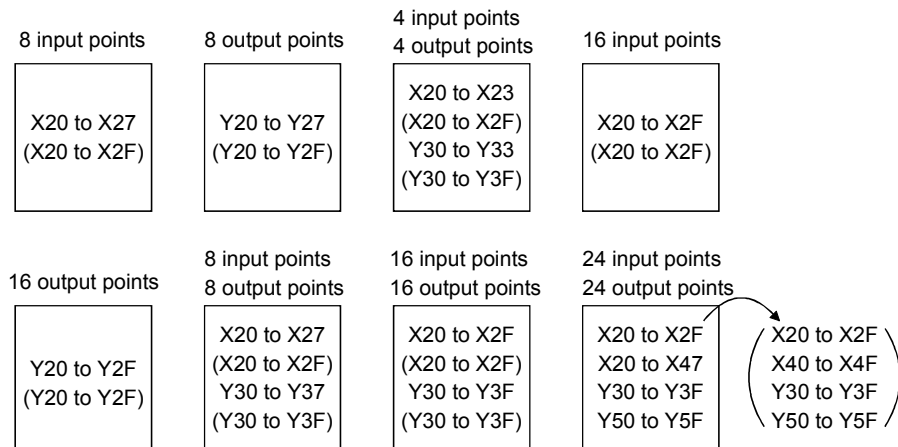 8 input points
X20 to X27
(X20 to X2F)
8 output points
Y20 to Y27
(Y20 to Y2F)
4 input points
4 output points
X20 to X23
(X20 to X2F)
Y30 to Y33
(Y30 to Y3F)
16 input points
X20 to X2F
(X20 to X2F)
16 output points
Y20 to Y2F
(Y20 to Y2F)
8 input points
8 output points
X20 to X27
(X20 to X2F)
Y30 to Y37
(Y30 to Y3F)
16 input points
16 output points
X20 to X2F
(X20 to X2F)
Y30 to Y3F
(Y30 to Y3F)
24 input points
24 output points
X20 to X2F
X20 to X47
Y30 to Y3F
Y50 to Y5F
X20 to X2F
X40 to X4F
Y30 to Y3F
Y50 to Y5F